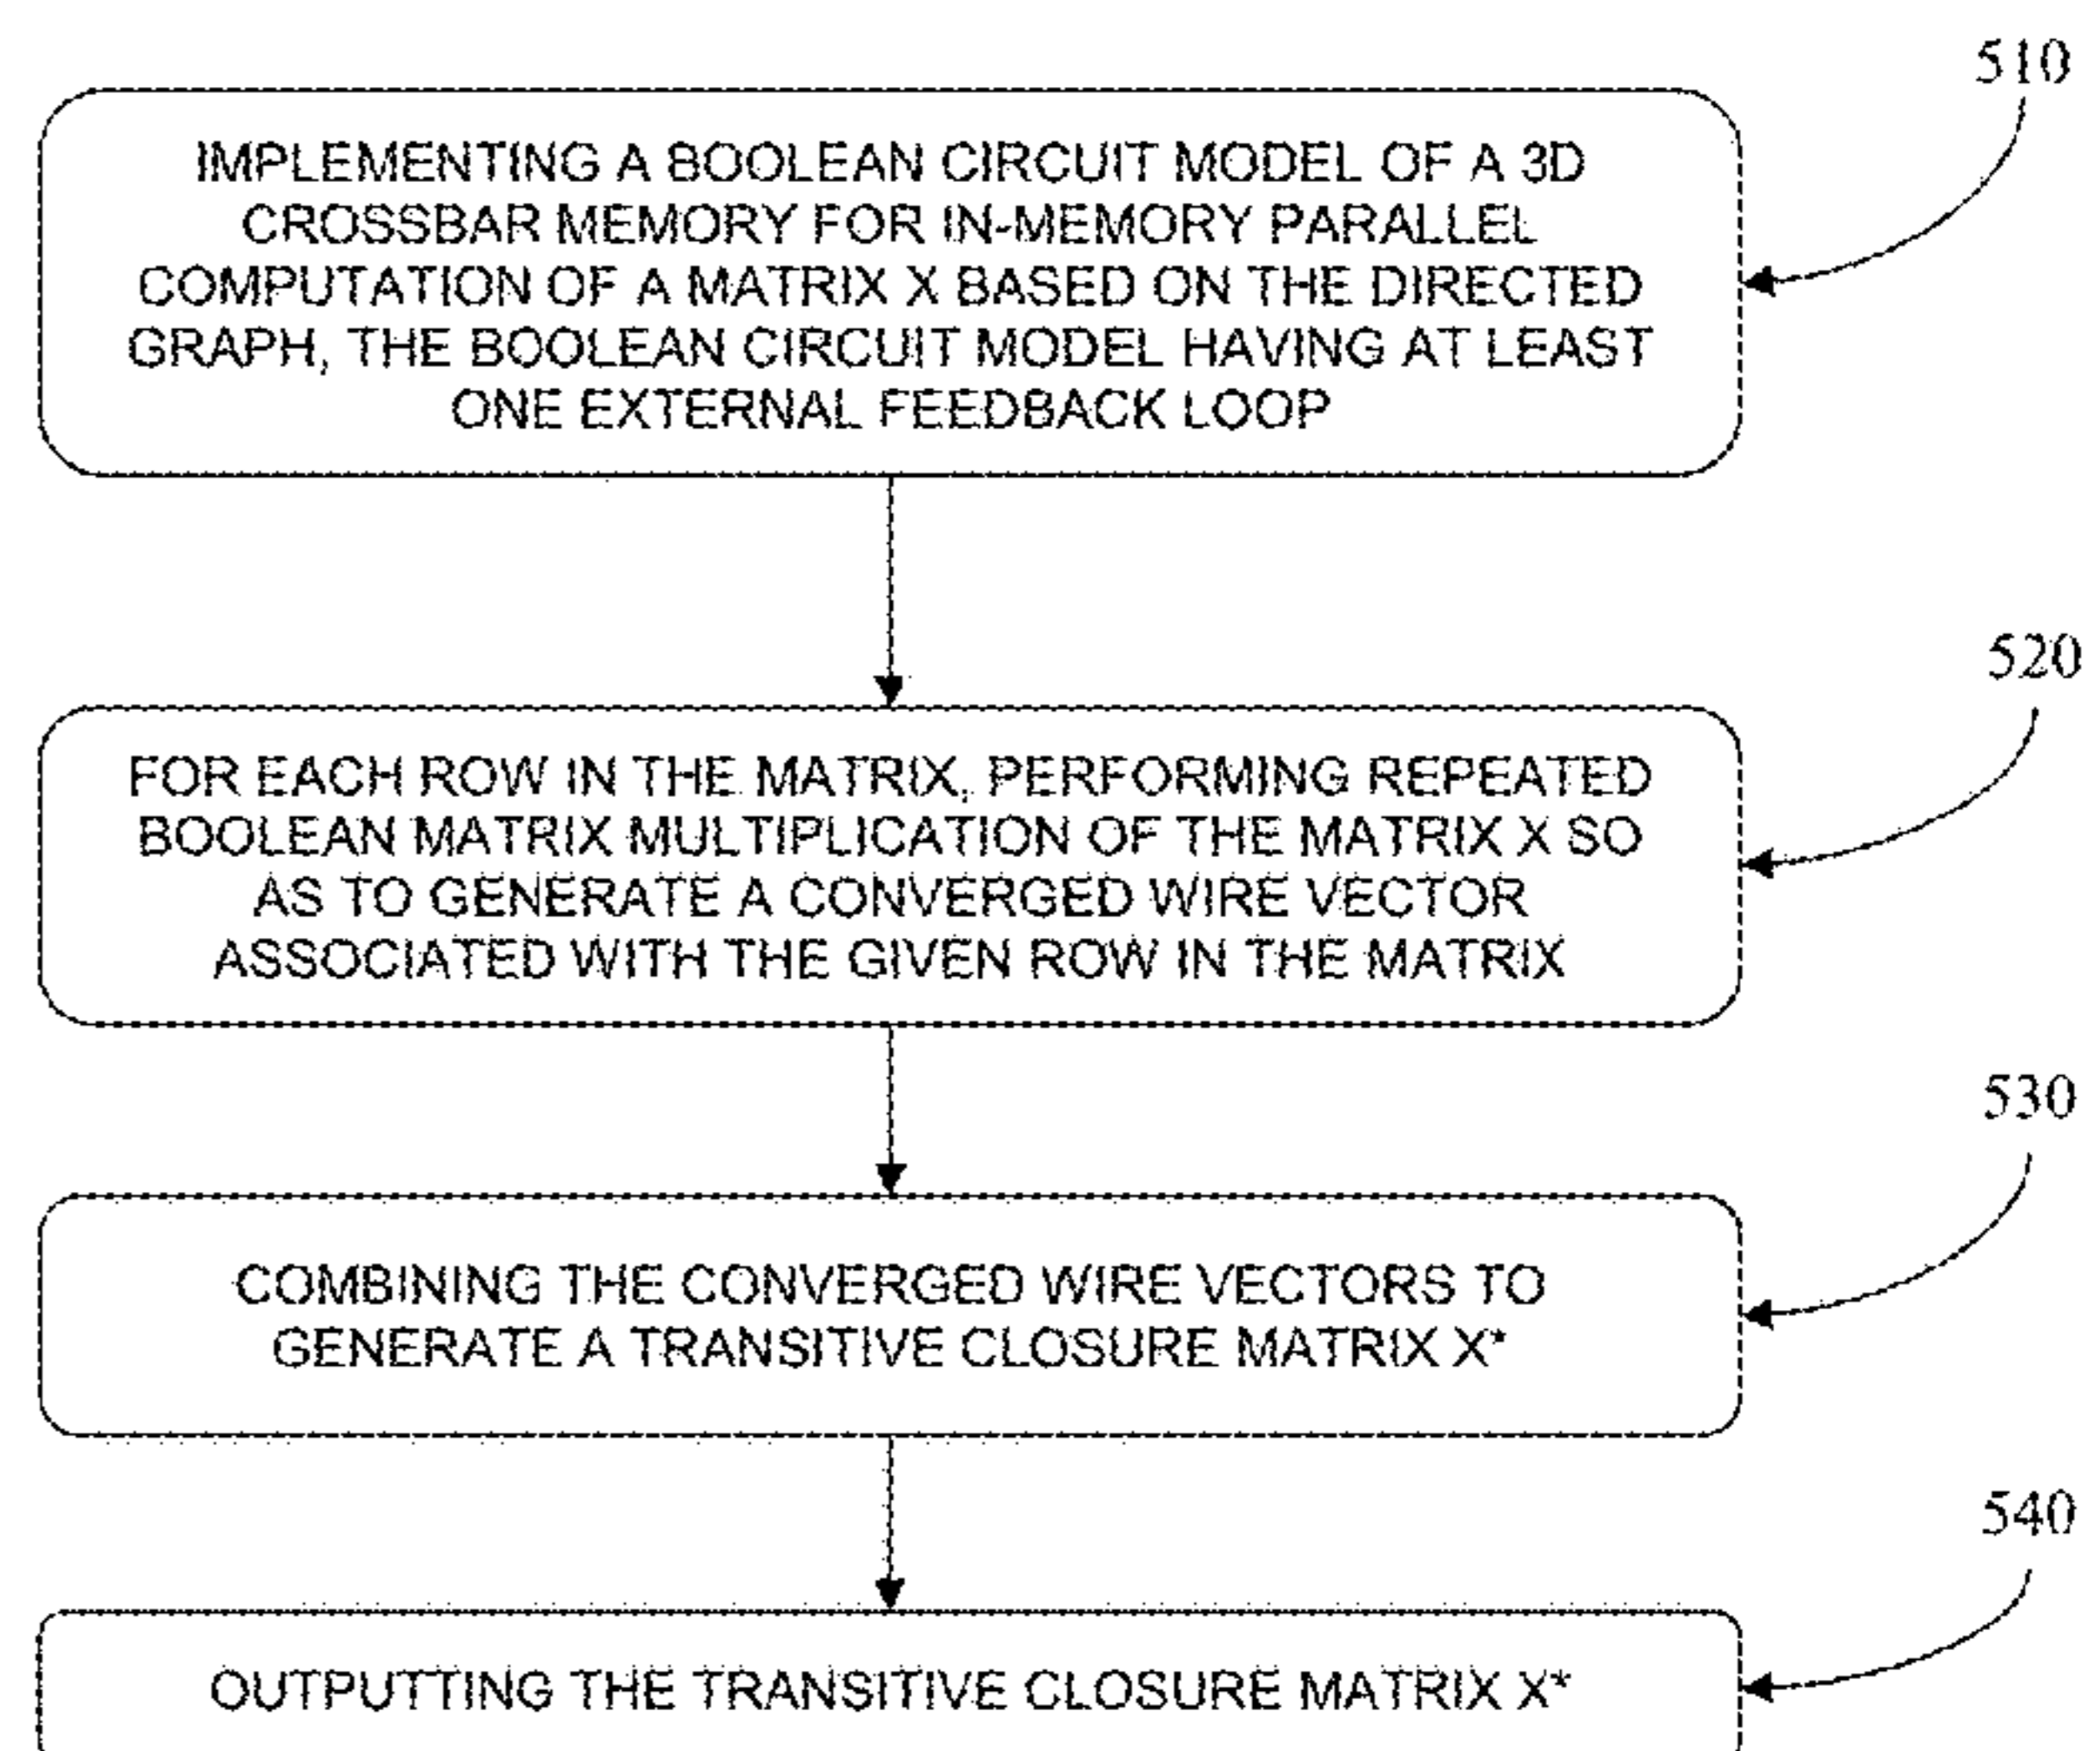 510
IMPLEMENTING A BOOLEAN CIRCUIT MODEL OF A 3D
CROSSBAR MEMORY FOR IN-MEMORY PARALLEL
COMPUTATION OF A MATRIX X BASED ON THE DIRECTED
GRAPH, THE BOOLEAN CIRCUIT MODEL HAVING AT LEAST
ONE EXTERNAL FEEDBACK LOOP
520
FOR EACH ROW IN THE MATRIX, PERFORMING REPEATED
BOOLEAN MATRIX MULTIPLICATION OF THE MATRIX X SO
AS TO GENERATE A CONVERGED WIRE VECTOR
ASSOCIATED WITH THE GIVEN ROW IN THE MATRIX
530
COMBINING THE CONVERGED WIRE VECTORS TO
GENERATE A TRANSITIVE CLOSURE MATRIX X*
540
OUTPUTTING THE TRANSITIVE CLOSURE MATRIX X*